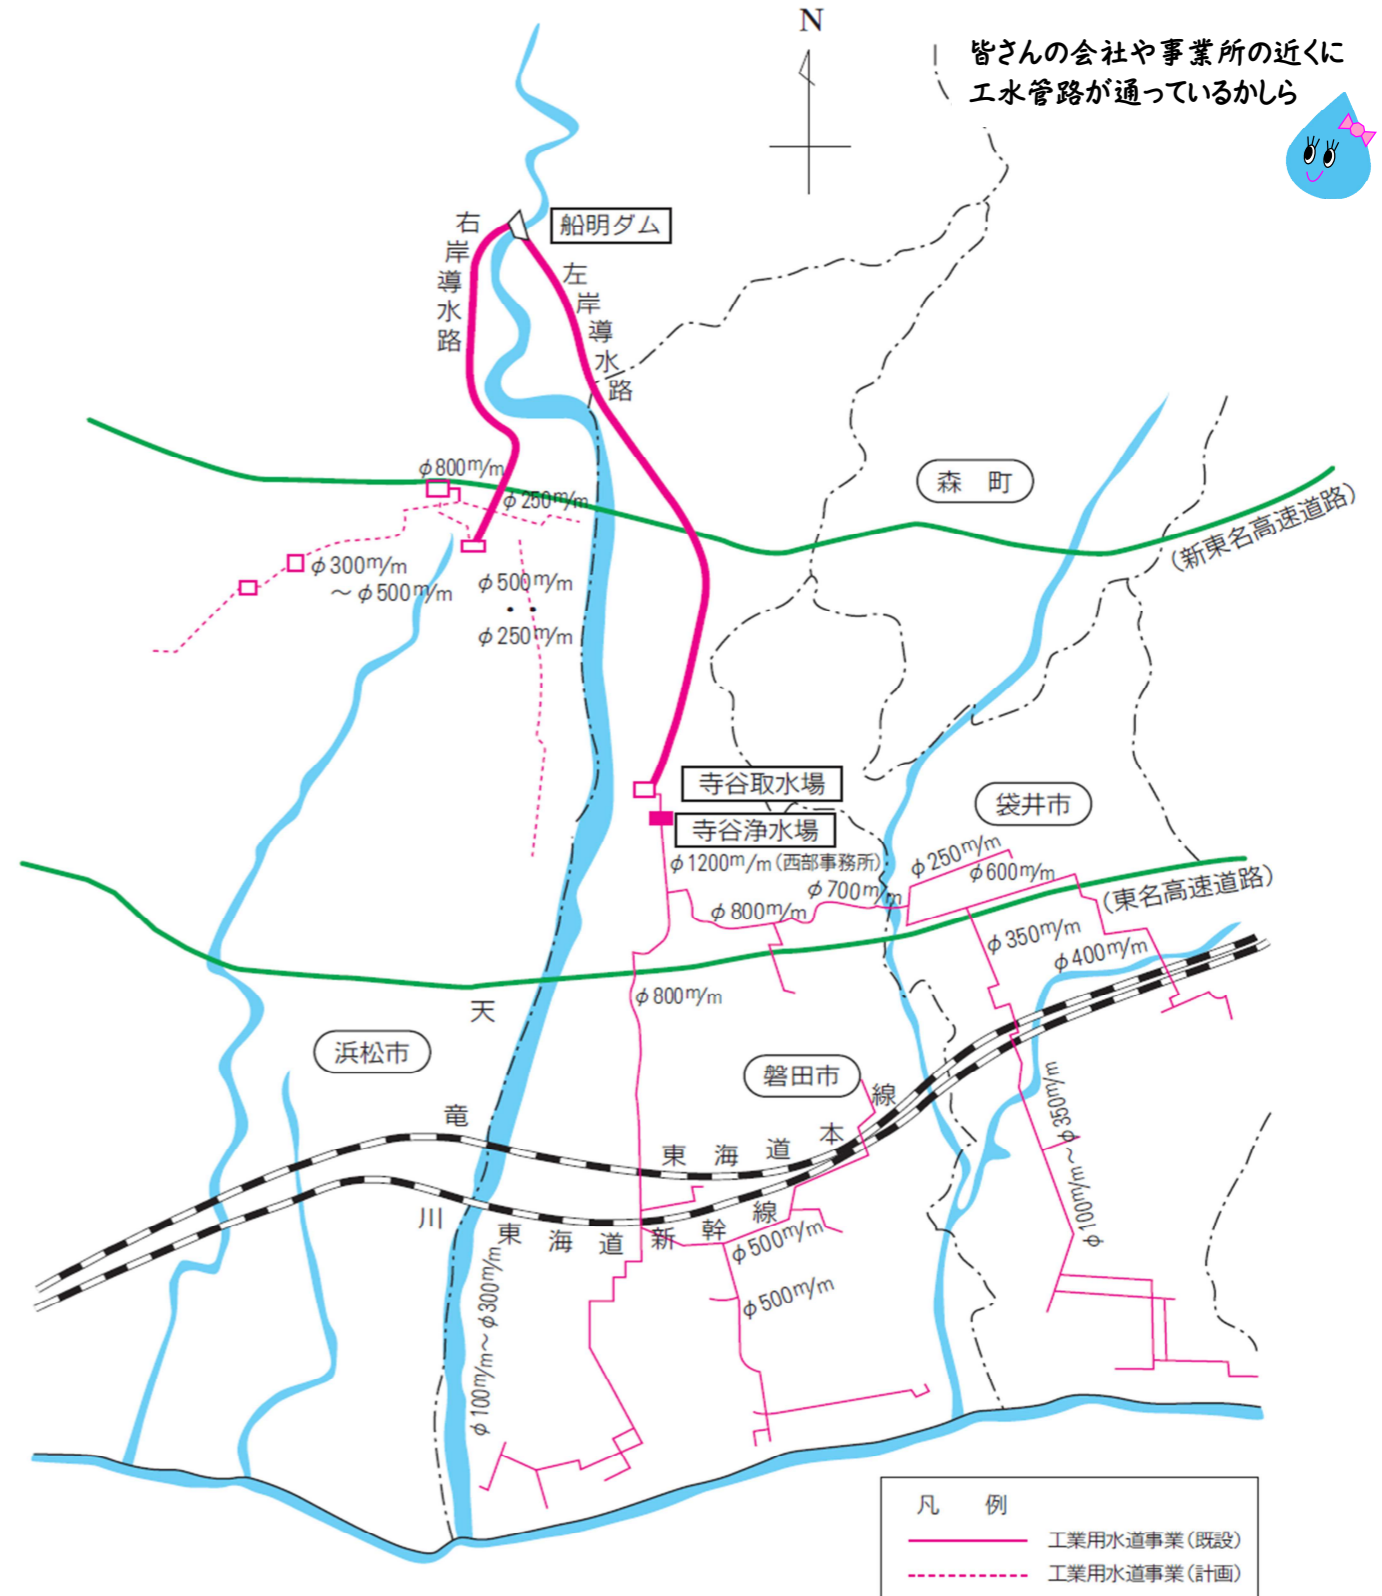 N
皆さんの会社や事業所の近くに
工水管路が通っているかしら
船明ダム
右岸導水路
左岸導水路
φ800m/m
φ250m/m
森　町
(新東名高速道路)
φ300m/m
～φ500m/m
φ500m/m
φ250m/m
寺谷取水場
袋井市
寺谷浄水場
φ1200m/m(西部事務所)
φ250m/m
φ600m/m
φ700m/m
φ800m/m
(東名高速道路)
φ350m/m
φ400m/m
φ800m/m
天竜川
浜松市
磐田市
東海道本線
東海道新幹線
φ100m/m～φ350m/m
φ500m/m
φ500m/m
φ100m/m～φ300m/m
凡　例
工業用水道事業(既設)
工業用水道事業(計画)